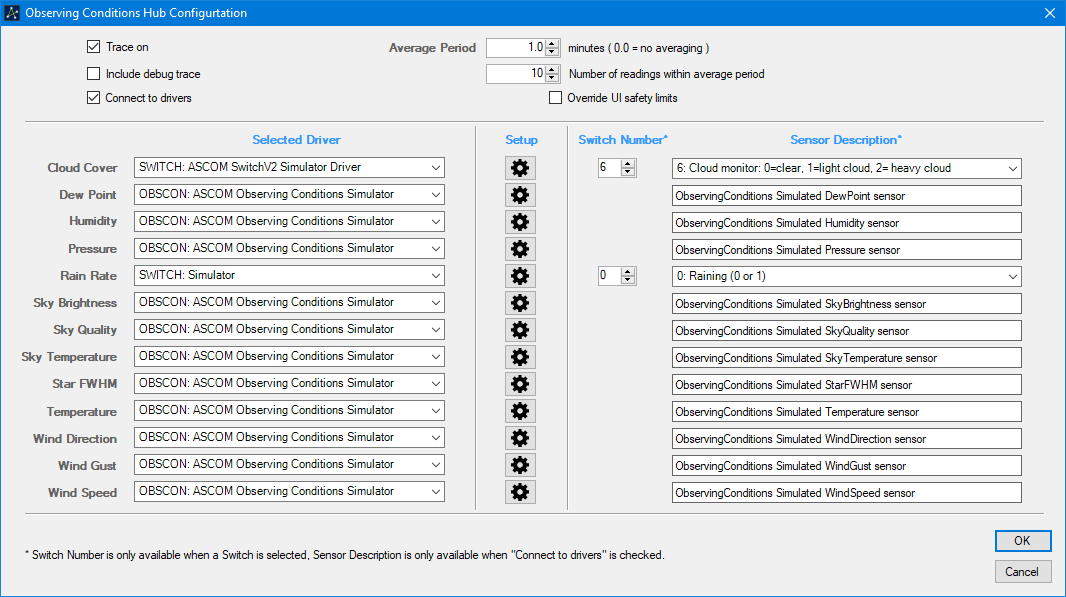 Observing Conditions Hub Configurtation
Trace on
Average Period 1.0 minutes ( 0.0 = no averaging )
Include debug trace 10 Number of readings within average period
Connect to drivers Override UI safety limits
Selected Driver Setup Switch Number* Sensor Description*
Cloud Cover SWITCH: ASCOM SwitchV2 Simulator Driver 6 6: Cloud monitor: 0=clear, 1=light cloud, 2= heavy cloud
Dew Point OBSCON: ASCOM Observing Conditions Simulator ObservingConditions Simulated DewPoint sensor
Humidity OBSCON: ASCOM Observing Conditions Simulator ObservingConditions Simulated Humidity sensor
Pressure OBSCON: ASCOM Observing Conditions Simulator ObservingConditions Simulated Pressure sensor
Rain Rate SWITCH: Simulator 0 0: Raining (0 or 1)
Sky Brightness OBSCON: ASCOM Observing Conditions Simulator ObservingConditions Simulated SkyBrightness sensor
Sky Quality OBSCON: ASCOM Observing Conditions Simulator ObservingConditions Simulated SkyQuality sensor
Sky Temperature OBSCON: ASCOM Observing Conditions Simulator ObservingConditions Simulated SkyTemperature sensor
Star FWHM OBSCON: ASCOM Observing Conditions Simulator ObservingConditions Simulated StarFWHM sensor
Temperature OBSCON: ASCOM Observing Conditions Simulator ObservingConditions Simulated Temperature sensor
Wind Direction OBSCON: ASCOM Observing Conditions Simulator ObservingConditions Simulated WindDirection sensor
Wind Gust OBSCON: ASCOM Observing Conditions Simulator ObservingConditions Simulated WindGust sensor
Wind Speed OBSCON: ASCOM Observing Conditions Simulator ObservingConditions Simulated WindSpeed sensor
* Switch Number is only available when a Switch is selected, Sensor Description is only available when "Connect to drivers" is checked.
OK
Cancel